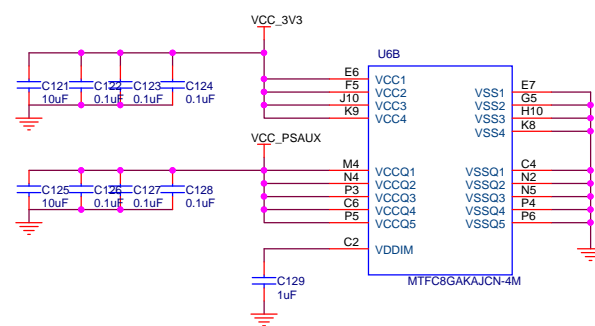 VCC_3V3
U6B
C121
10uF
C122
0.1uF
C123
0.1uF
C124
0.1uF
E6
F5
J10
K9
VCC1
VCC2
VCC3
VCC4
VSS1
VSS2
VSS3
VSS4
E7
G5
H10
K8
VCC_PSAUX
C125
10uF
C126
0.1uF
C127
0.1uF
C128
0.1uF
M4
N4
P3
C6
P5
VCCQ1
VCCQ2
VCCQ3
VCCQ4
VCCQ5
VSSQ1
VSSQ2
VSSQ3
VSSQ4
VSSQ5
C4
N2
N5
P4
P6
C2
VDDIM
C129
1uF
MTFC8GAKAJCN-4M